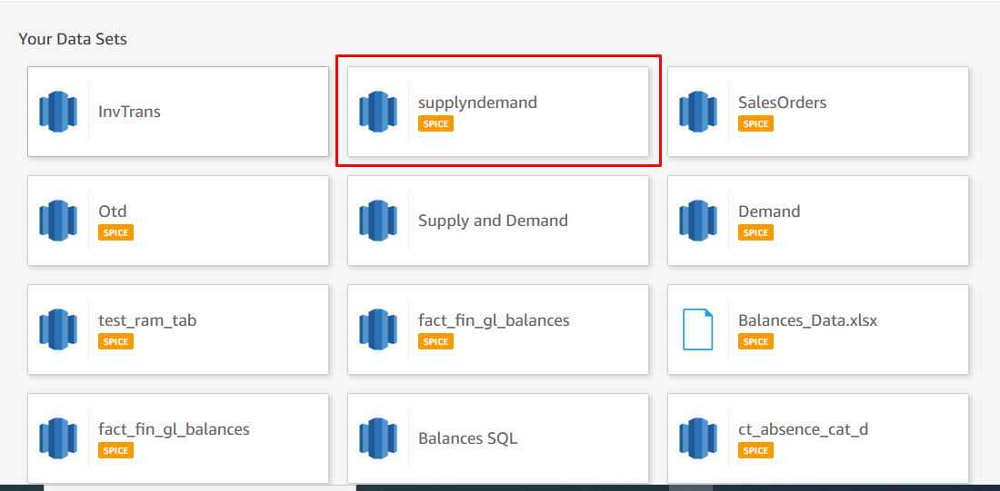 Your Data Sets
InvTrans
supplyndemand
SPICE
SalesOrders
SPICE
Otd
SPICE
Supply and Demand
Demand
SPICE
test_ram_tab
SPICE
fact_fin_gl_balances
SPICE
Balances_Data.xlsx
SPICE
fact_fin_gl_balances
SPICE
Balances SQL
ct_absence_cat_d
SPICE